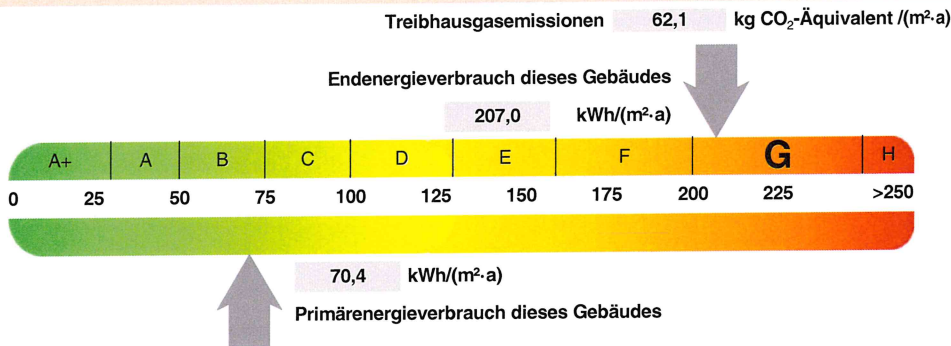 Treibhausgasemissionen 62,1 kg CO₂-Äquivalent /(m²·a)
Endenergieverbrauch dieses Gebäudes
207,0 kWh/(m²·a)
A+ A B C D E F G H
0 25 50 75 100 125 150 175 200 225 >250
70,4 kWh/(m²·a)
Primärenergieverbrauch dieses Gebäudes